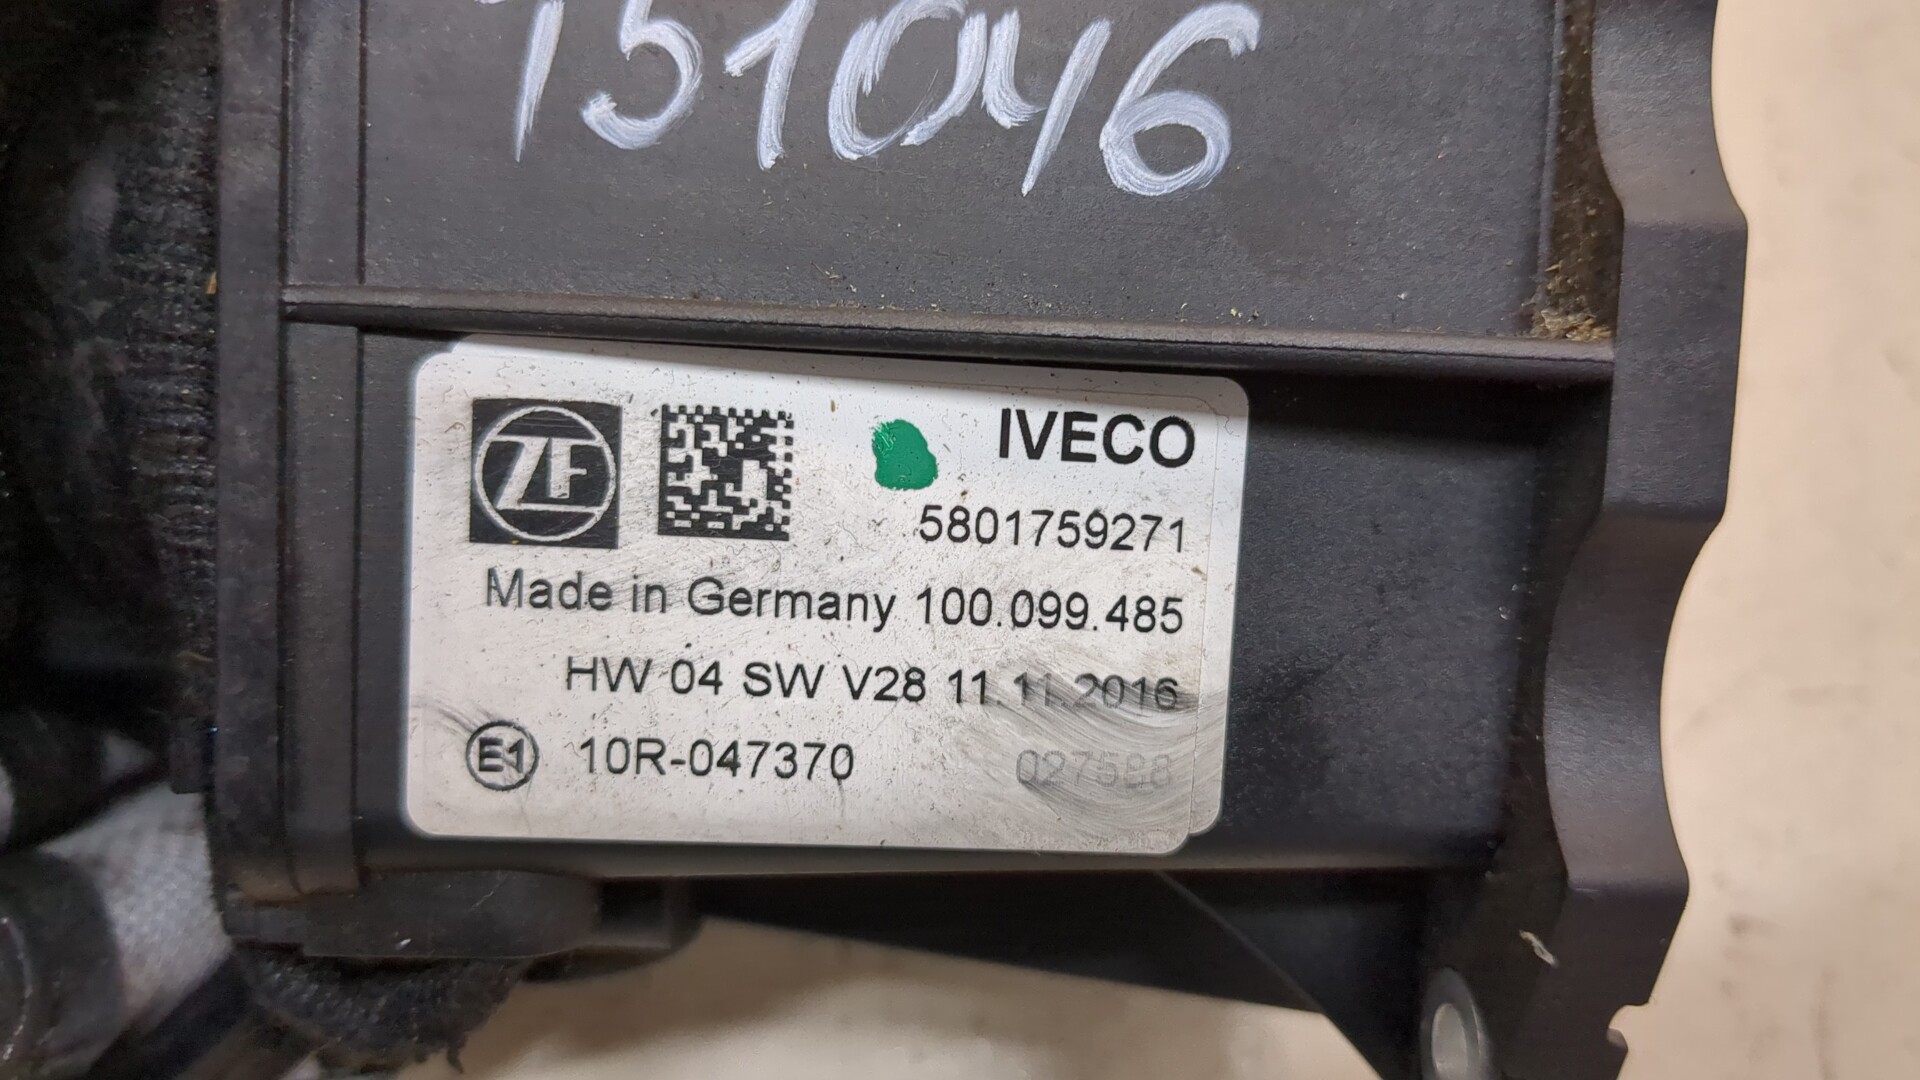 751046
ZF
IVECO
5801759271
Made in Germany 100.099.485
HW 04 SW V28 11.11.2016
E1 10R-047370